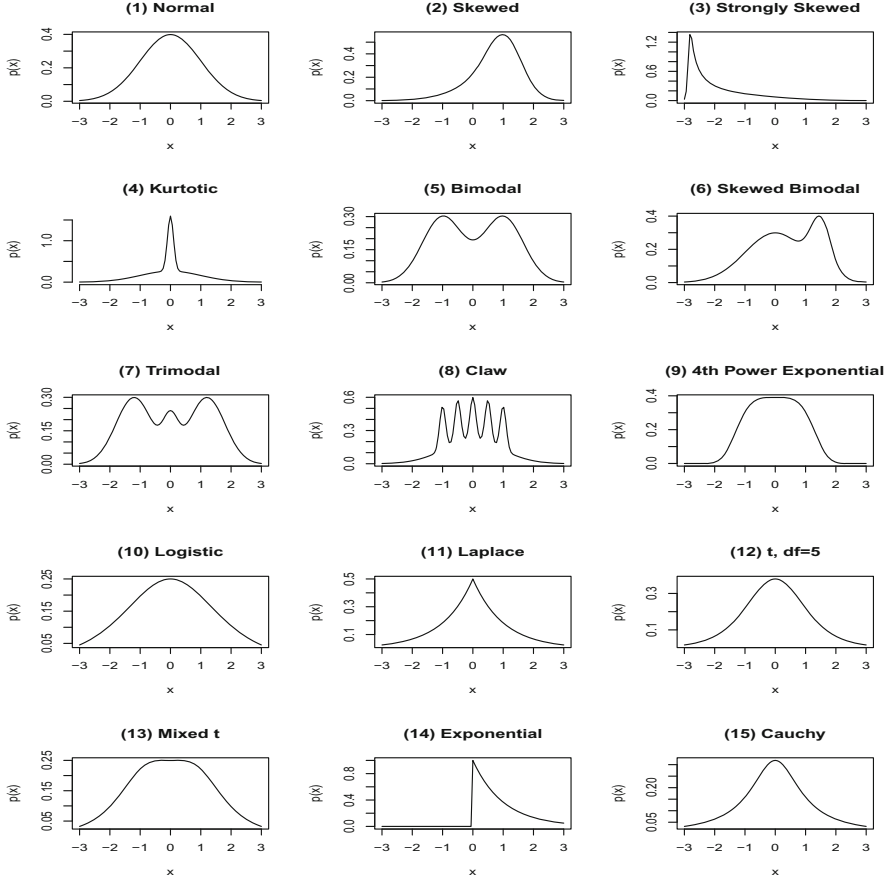 (1) Normal
(2) Skewed
(3) Strongly Skewed
p(x)
0.0 0.2 0.4
−3 −2 −1 0 1 2 3
x
p(x)
0.0 0.2 0.4
−3 −2 −1 0 1 2 3
x
p(x)
0.0 0.6 1.2
−3 −2 −1 0 1 2 3
x
(4) Kurtotic
(5) Bimodal
(6) Skewed Bimodal
p(x)
0.0 1.0
−3 −2 −1 0 1 2 3
x
p(x)
0.00 0.15 0.30
−3 −2 −1 0 1 2 3
x
p(x)
0.0 0.2 0.4
−3 −2 −1 0 1 2 3
x
(7) Trimodal
(8) Claw
(9) 4th Power Exponential
p(x)
0.00 0.15 0.30
−3 −2 −1 0 1 2 3
x
p(x)
0.0 0.3 0.6
−3 −2 −1 0 1 2 3
x
p(x)
0.0 0.2 0.4
−3 −2 −1 0 1 2 3
x
(10) Logistic
(11) Laplace
(12) t, df=5
p(x)
0.05 0.15 0.25
−3 −2 −1 0 1 2 3
x
p(x)
0.1 0.3 0.5
−3 −2 −1 0 1 2 3
x
p(x)
0.1 0.3
−3 −2 −1 0 1 2 3
x
(13) Mixed t
(14) Exponential
(15) Cauchy
p(x)
0.05 0.15 0.25
−3 −2 −1 0 1 2 3
x
p(x)
0.0 0.4 0.8
−3 −2 −1 0 1 2 3
x
p(x)
0.05 0.20
−3 −2 −1 0 1 2 3
x